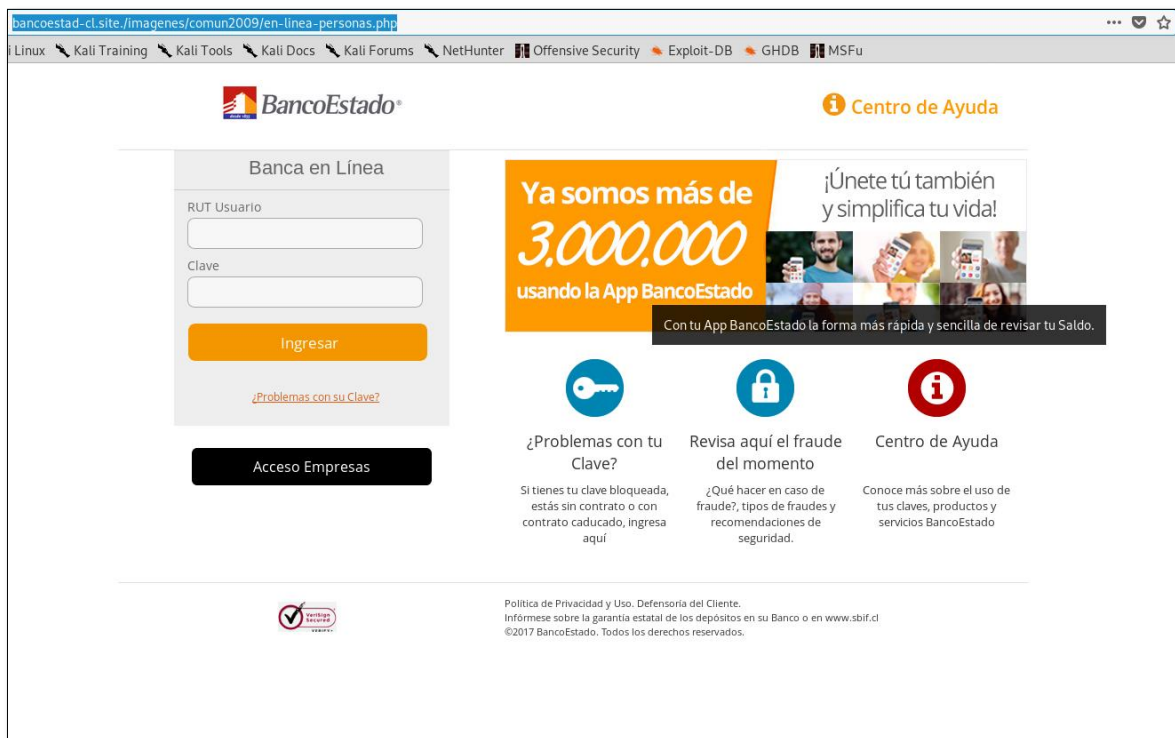 bancoestad-cl.site./imagenes/comun2009/en-linea-personas.php
i Linux Kali Training Kali Tools Kali Docs Kali Forums NetHunter Offensive Security Exploit-DB GHDB MSFu
BancoEstado®
desde 1855
Centro de Ayuda
Banca en Línea
RUT Usuario
Clave
Ingresar
¿Problemas con su Clave?
Acceso Empresas
Ya somos más de
3.000.000
usando la App BancoEstado
¡Únete tú también
y simplifica tu vida!
Con tu App BancoEstado la forma más rápida y sencilla de revisar tu Saldo.
¿Problemas con tu
Clave?
Si tienes tu clave bloqueada,
estás sin contrato o con
contrato caducado, ingresa
aquí
Revisa aquí el fraude
del momento
¿Qué hacer en caso de
fraude?, tipos de fraudes y
recomendaciones de
seguridad.
Centro de Ayuda
Conoce más sobre el uso de
tus claves, productos y
servicios BancoEstado
VeriSign
Secured
VERIFY
Política de Privacidad y Uso. Defensoría del Cliente.
Infórmese sobre la garantía estatal de los depósitos en su Banco o en www.sbif.cl
©2017 BancoEstado. Todos los derechos reservados.